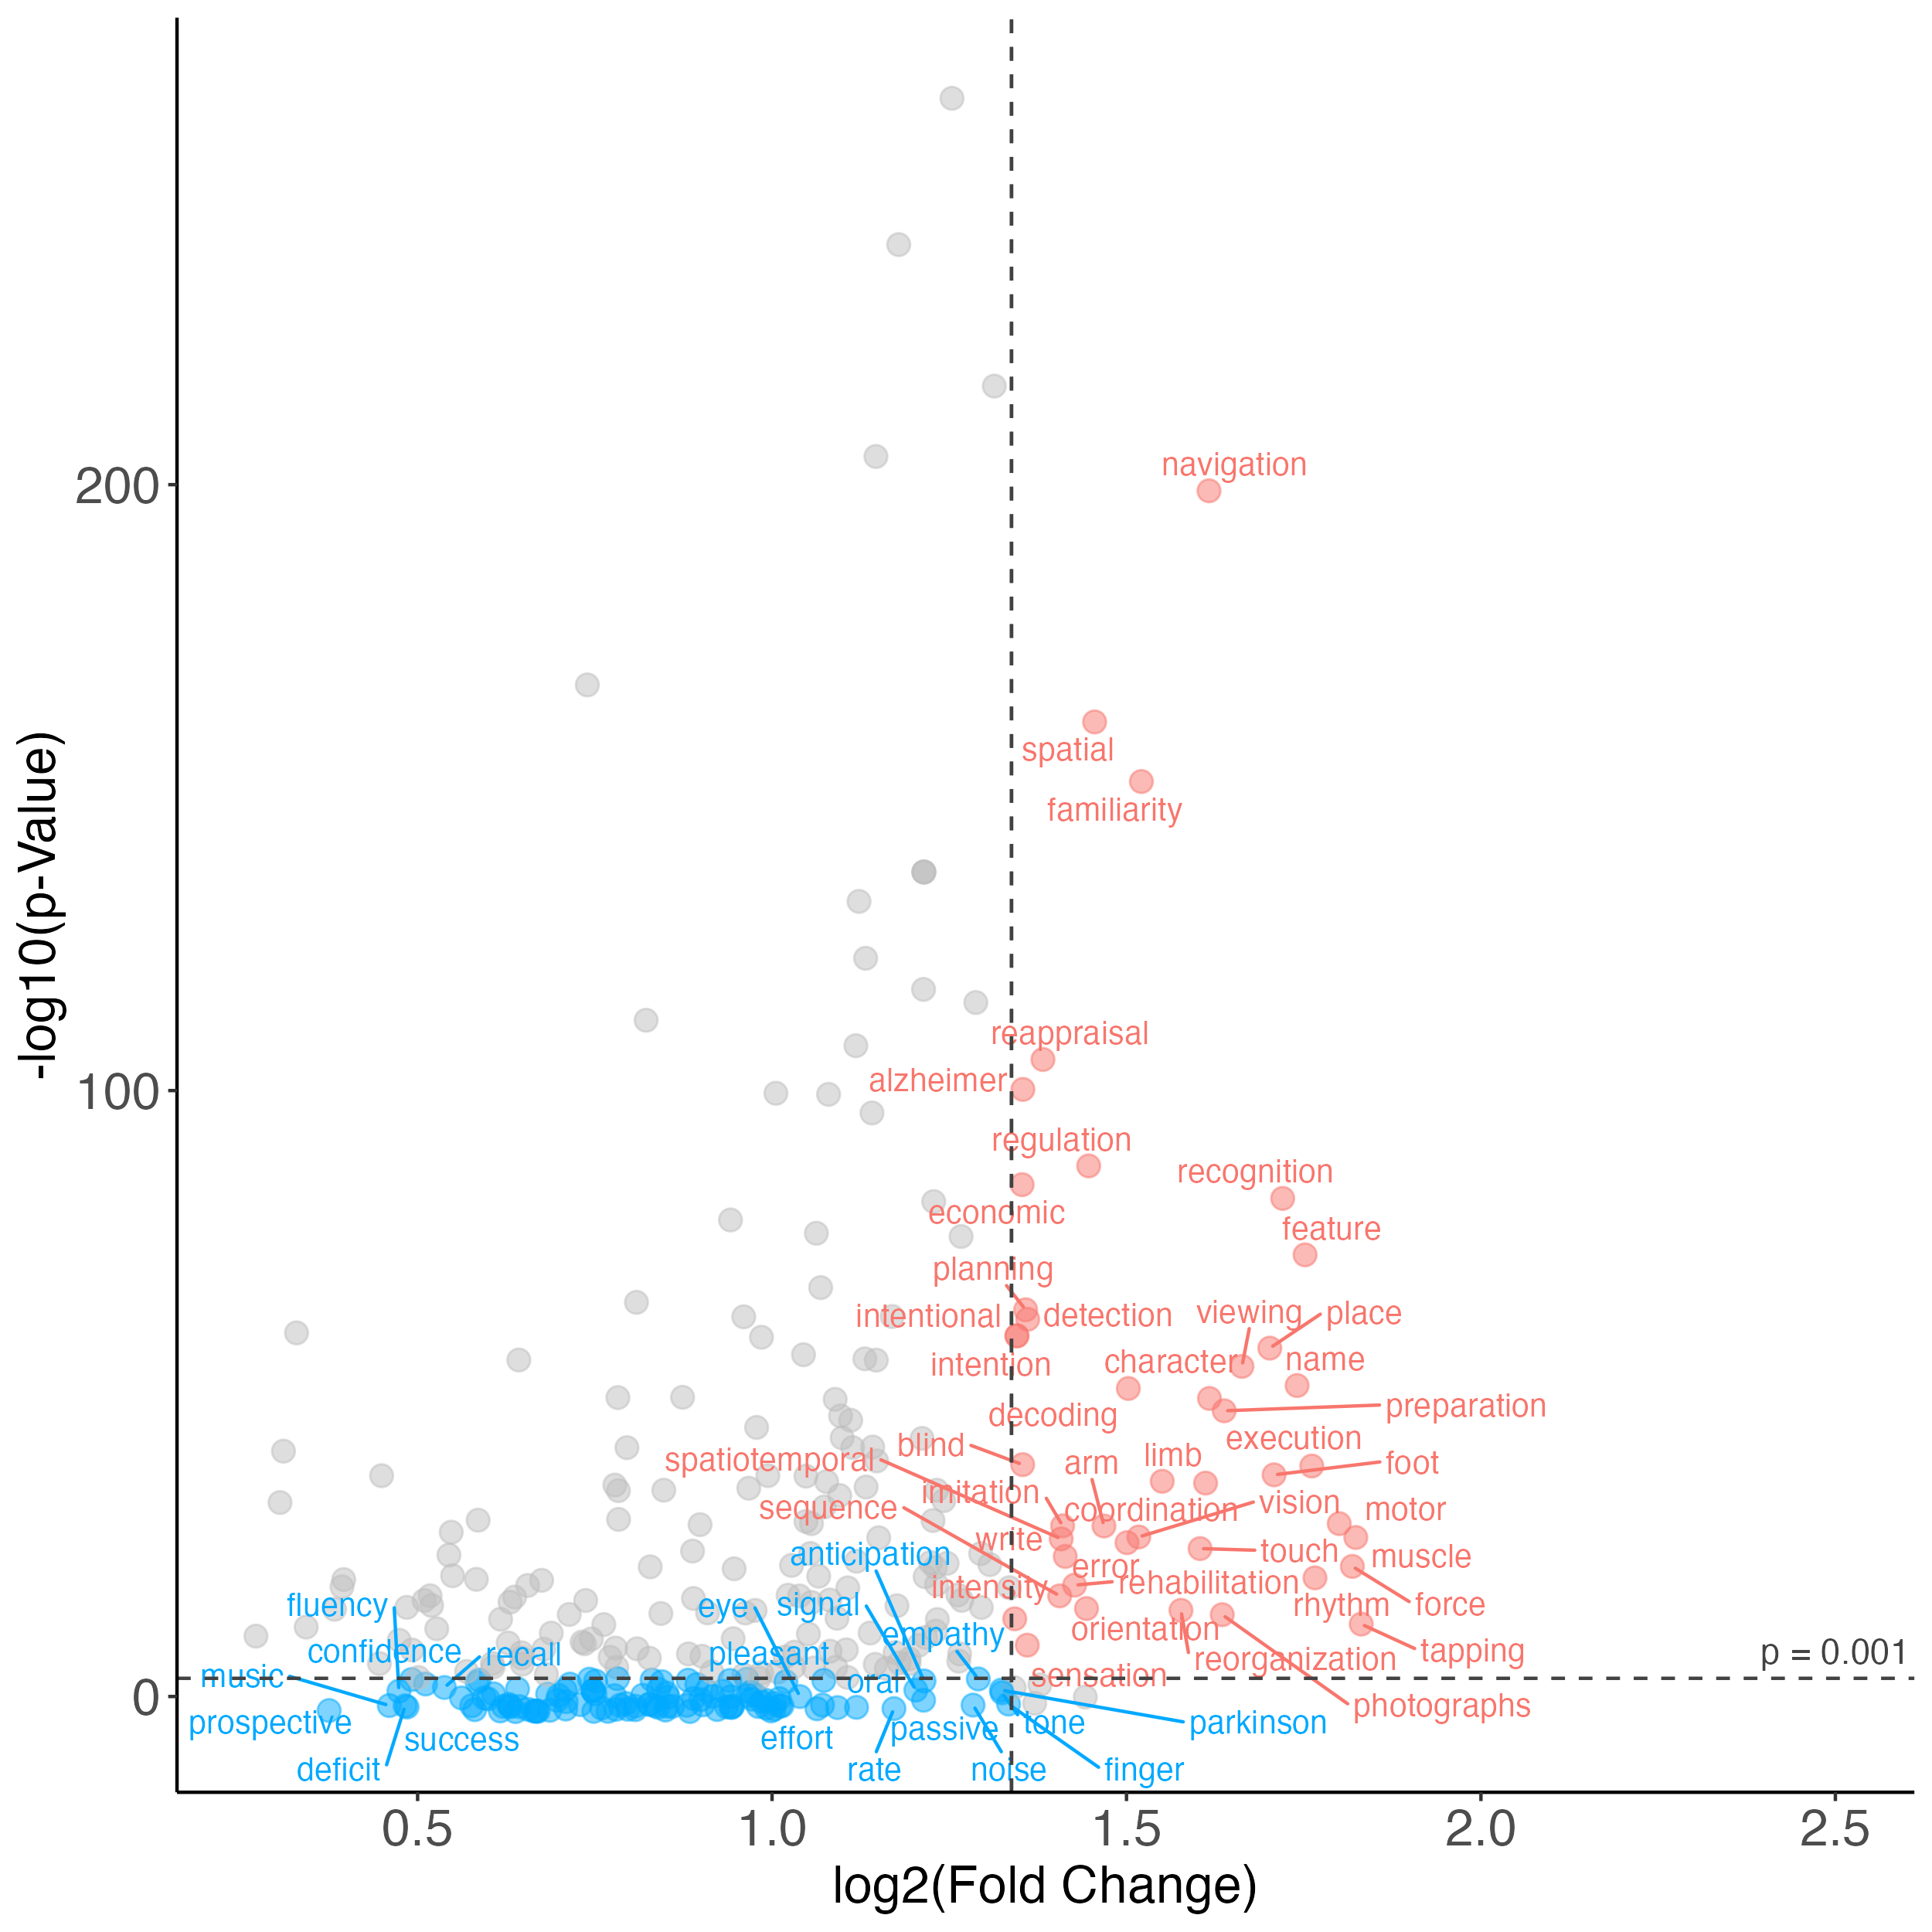 navigation
200
spatial
familiarity
-log10(p-Value)
reappraisal
alzheimer
100
regulation
recognition
economic
feature
planning
intentional
detection
viewing
place
intention
character
name
decoding
preparation
execution
blind
spatiotemporal
arm
limb
foot
imitation
sequence
coordination
vision
motor
write
anticipation
error
touch
muscle
intensity
rehabilitation
fluency
eye
signal
rhythm
force
orientation
empathy
confidence
recall
pleasant
reorganization
tapping
p = 0.001
music
oral
sensation
0
photographs
prospective
success
effort
passive
tone
parkinson
deficit
rate
noise
finger
0.5
1.0
1.5
2.0
2.5
log2(Fold Change)